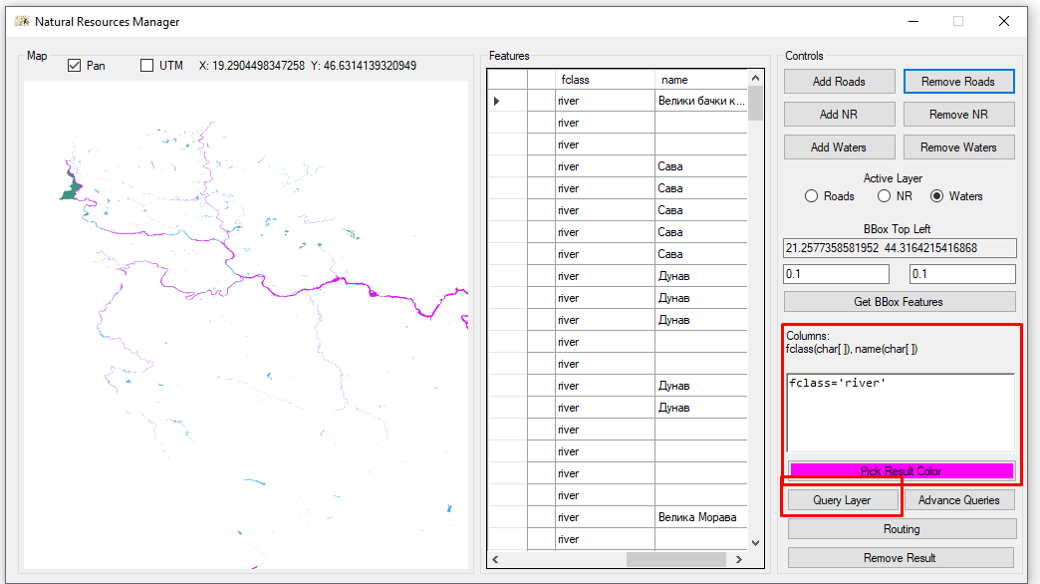 Natural Resources Manager
Map
Pan
UTM
X: 19.2904498347258 Y: 46.6314139320949
Features
fclass name
river Велики бачки к...
river
river
river Сава
river Сава
river Сава
river Сава
river Сава
river Дунав
river Дунав
river Дунав
river
river
river Дунав
river Дунав
river
river
river
river
river Велика Морава
river
Controls
Add Roads Remove Roads
Add NR Remove NR
Add Waters Remove Waters
Active Layer
Roads NR Waters
BBox Top Left
21.2577358581952 44.3164215416868
0.1 0.1
Get BBox Features
Columns:
fclass(char[ ]), name(char[ ])
fclass='river'
Pick Result Color
Query Layer Advance Queries
Routing
Remove Result